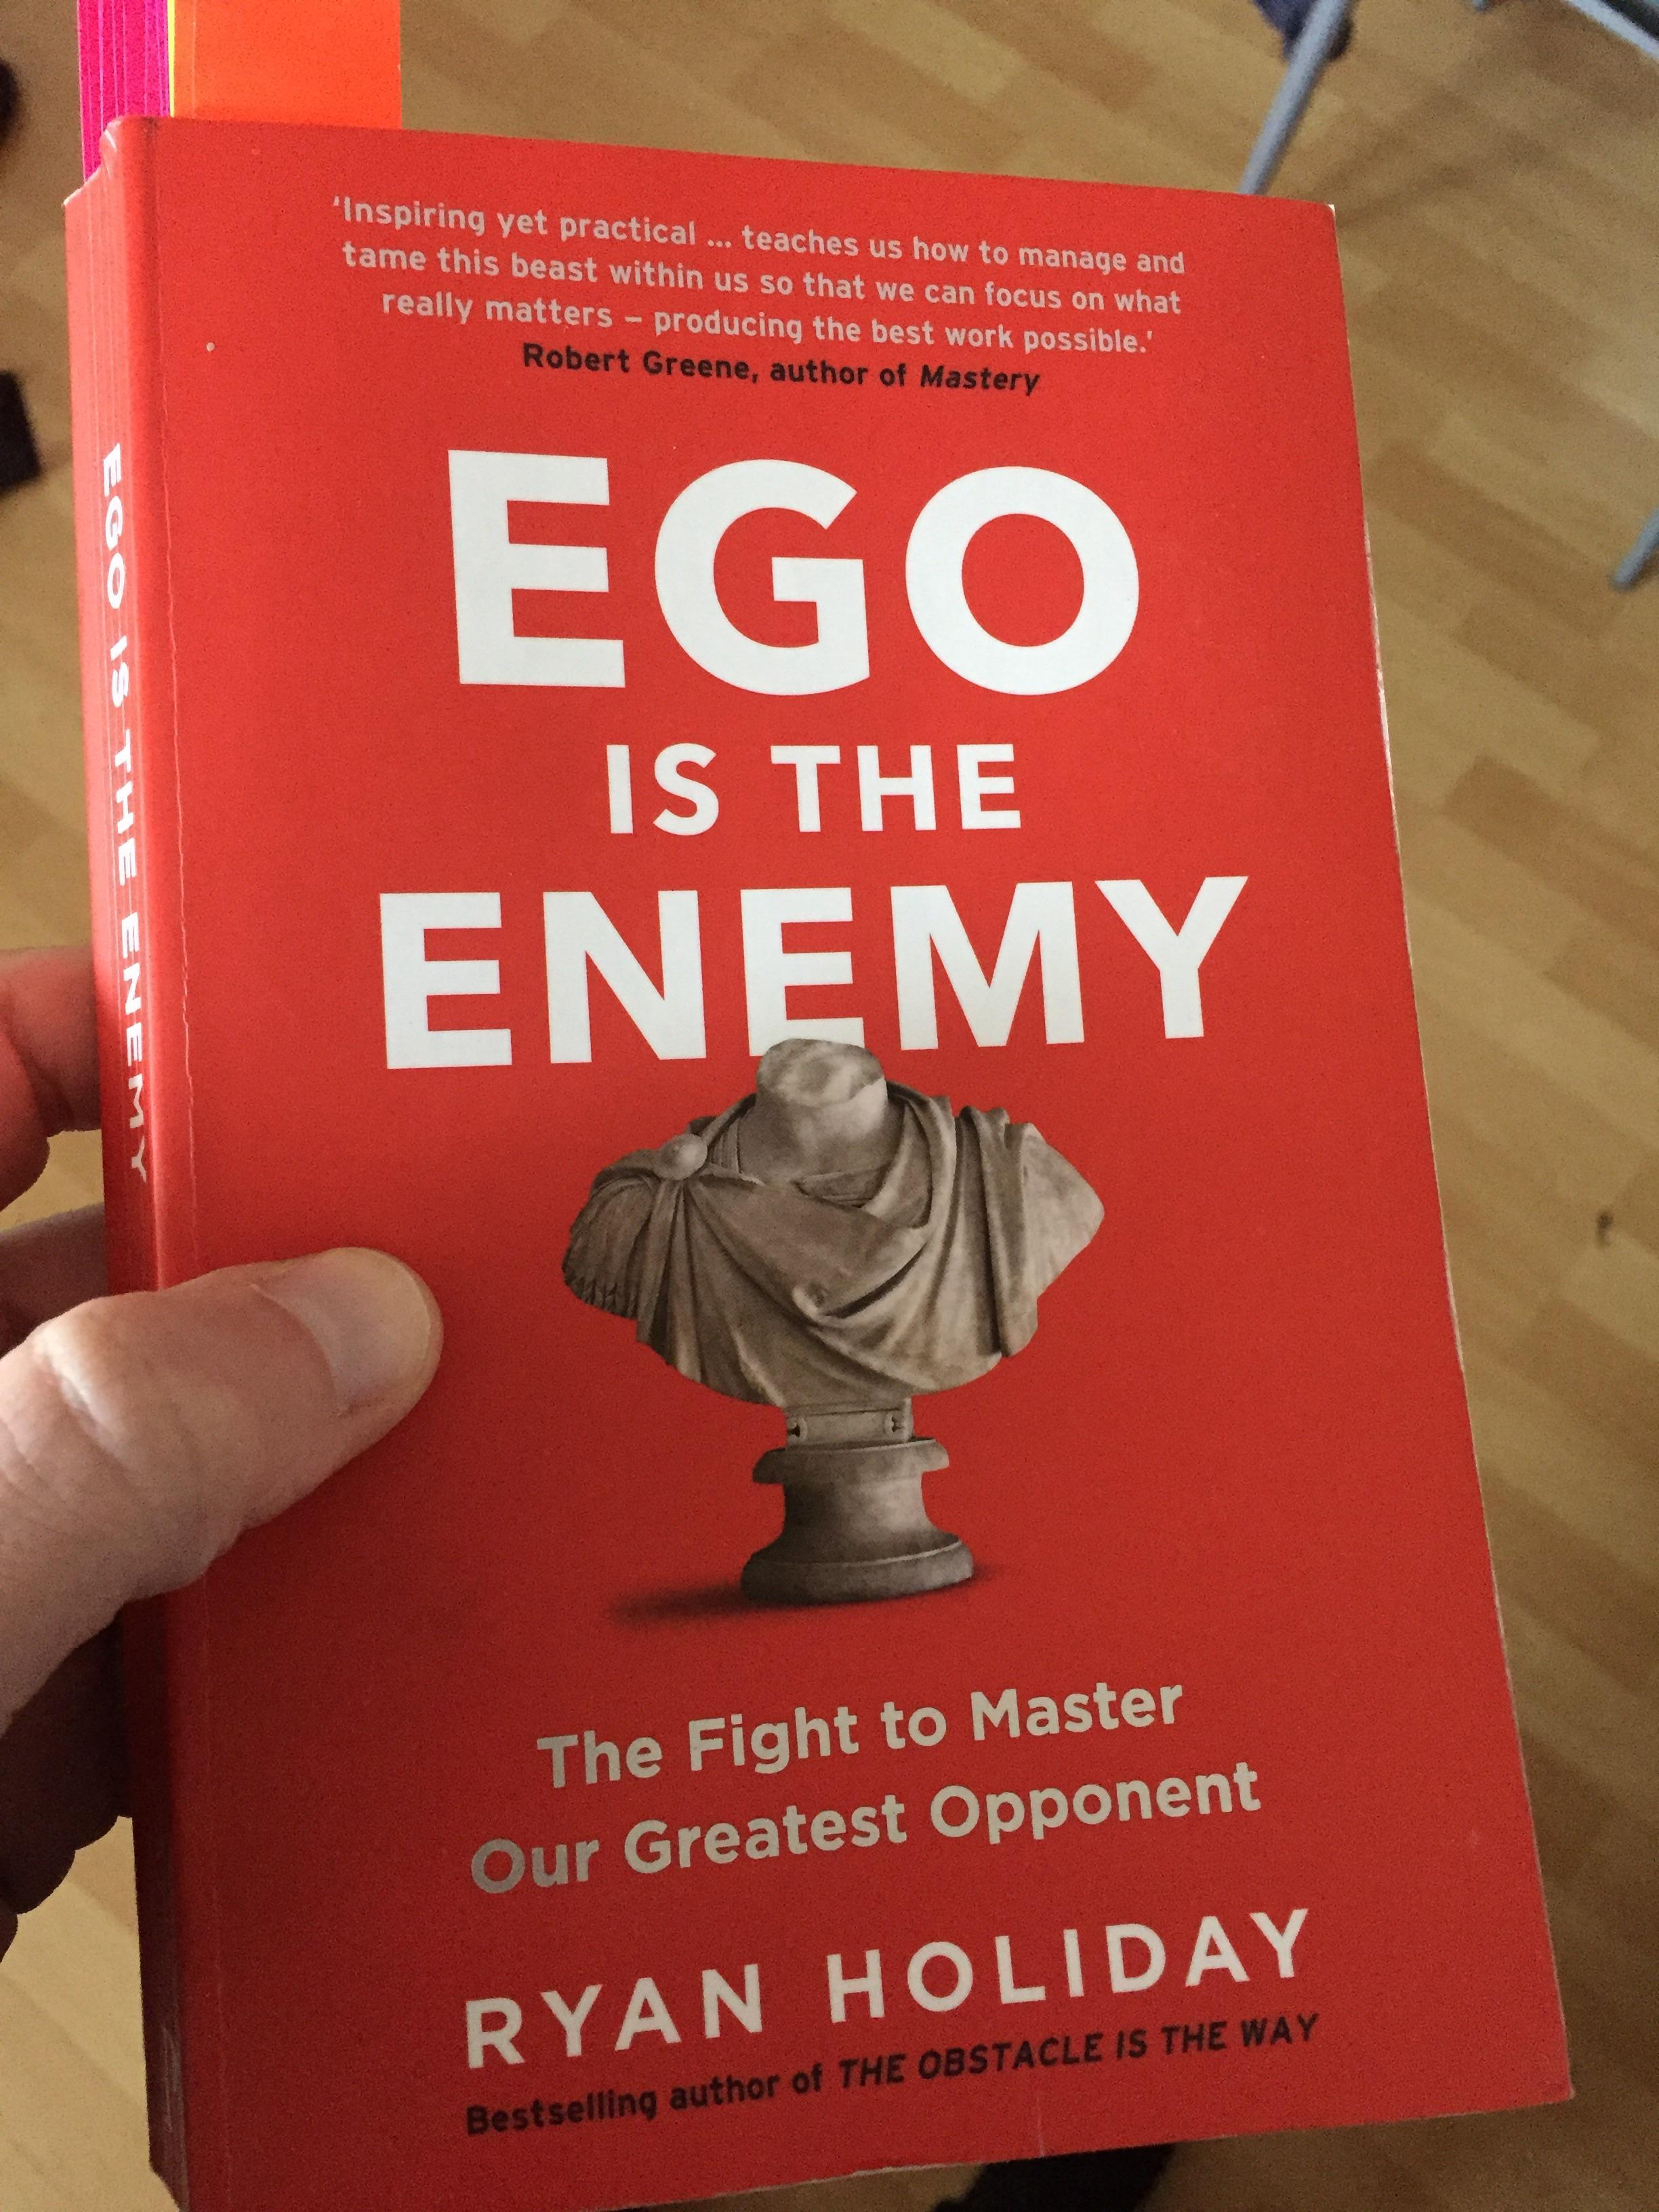 'Inspiring yet practical ... teaches us how to manage and
tame this beast within us so that we can focus on what
really matters – producing the best work possible.'
Robert Greene, author of Mastery
EGO
IS THE
ENEMY
The Fight to Master
Our Greatest Opponent
RYAN HOLIDAY
Bestselling author of THE OBSTACLE IS THE WAY
EGO IS THE ENEMY